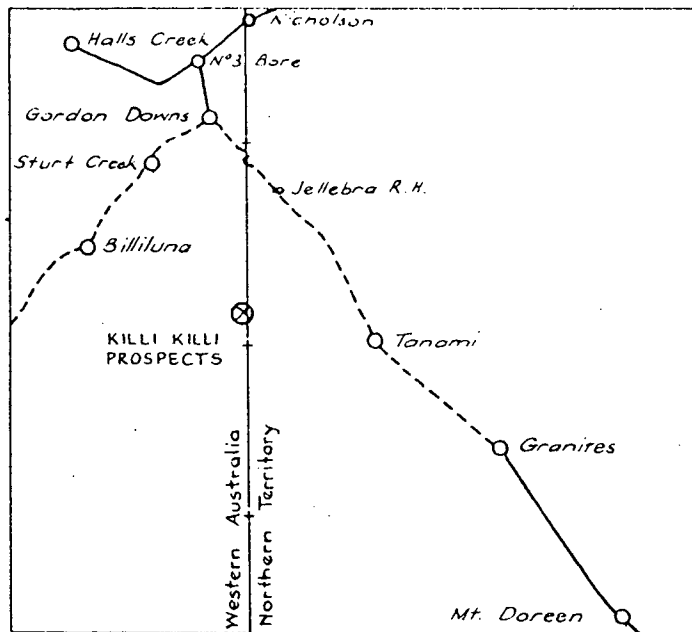 Nicholson
Halls Creek
Nº3 Bore
Gordon Downs
Sturt Creek
Jellebra R.H.
Billiluna
KILLI KILLI
PROSPECTS
Tanami
Granites
Western Australia
Northern Territory
Mt. Doreen